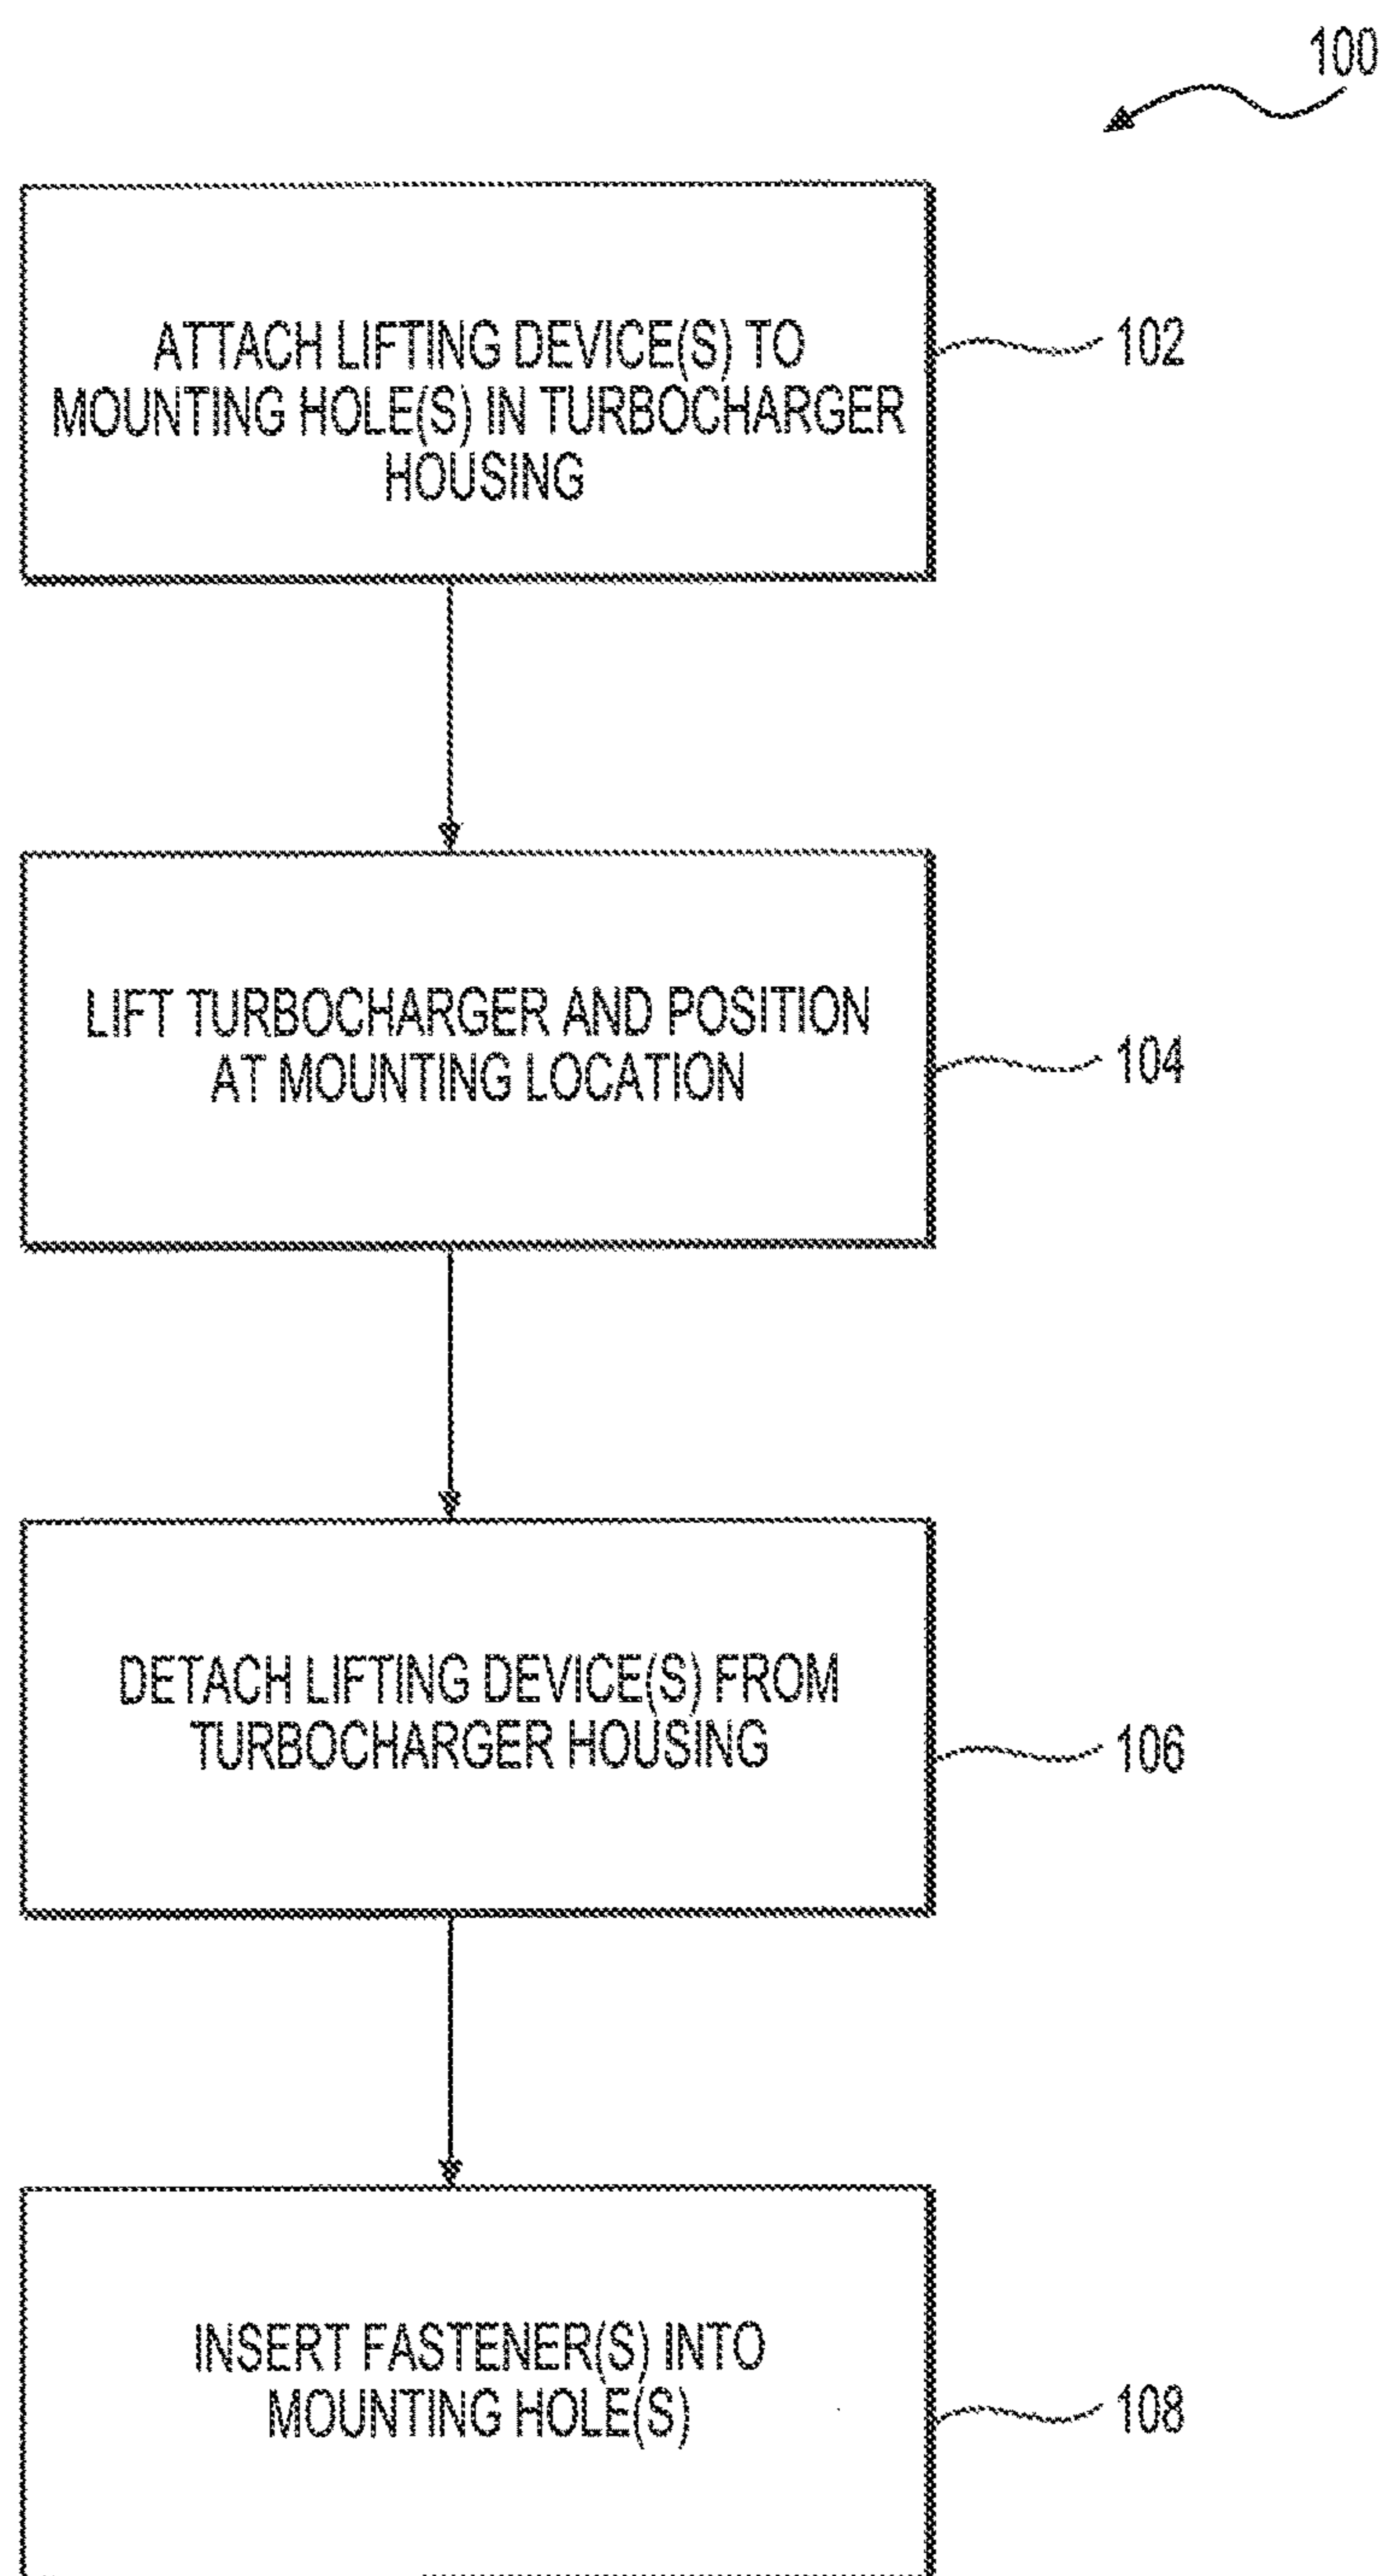 100
ATTACH LIFTING DEVICE(S) TO
MOUNTING HOLE(S) IN TURBOCHARGER
HOUSING
102
LIFT TURBOCHARGER AND POSITION
AT MOUNTING LOCATION
104
DETACH LIFTING DEVICE(S) FROM
TURBOCHARGER HOUSING
106
INSERT FASTENER(S) INTO
MOUNTING HOLE(S)
108